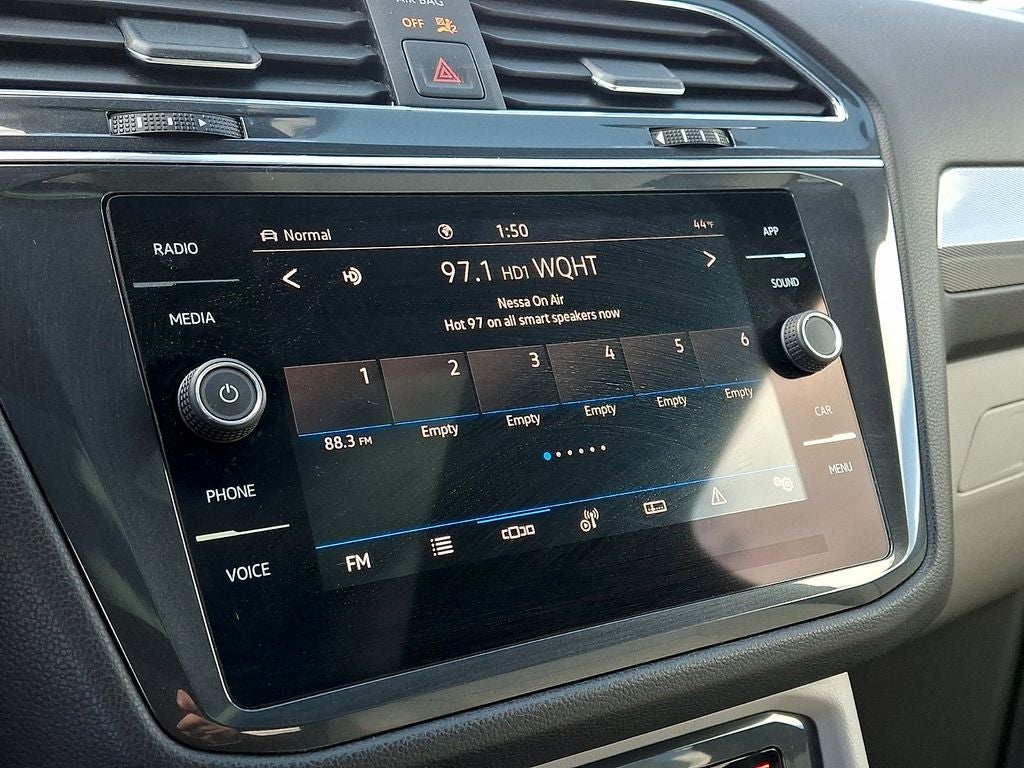 AIR BAG
OFF
2
RADIO
MEDIA
PHONE
VOICE
Normal 1:50 44°F
HD 97.1 HD1 WQHT
Nessa On Air
Hot 97 on all smart speakers now
1 2 3 4 5 6
88.3 FM Empty Empty Empty Empty Empty
FM
APP
SOUND
CAR
MENU